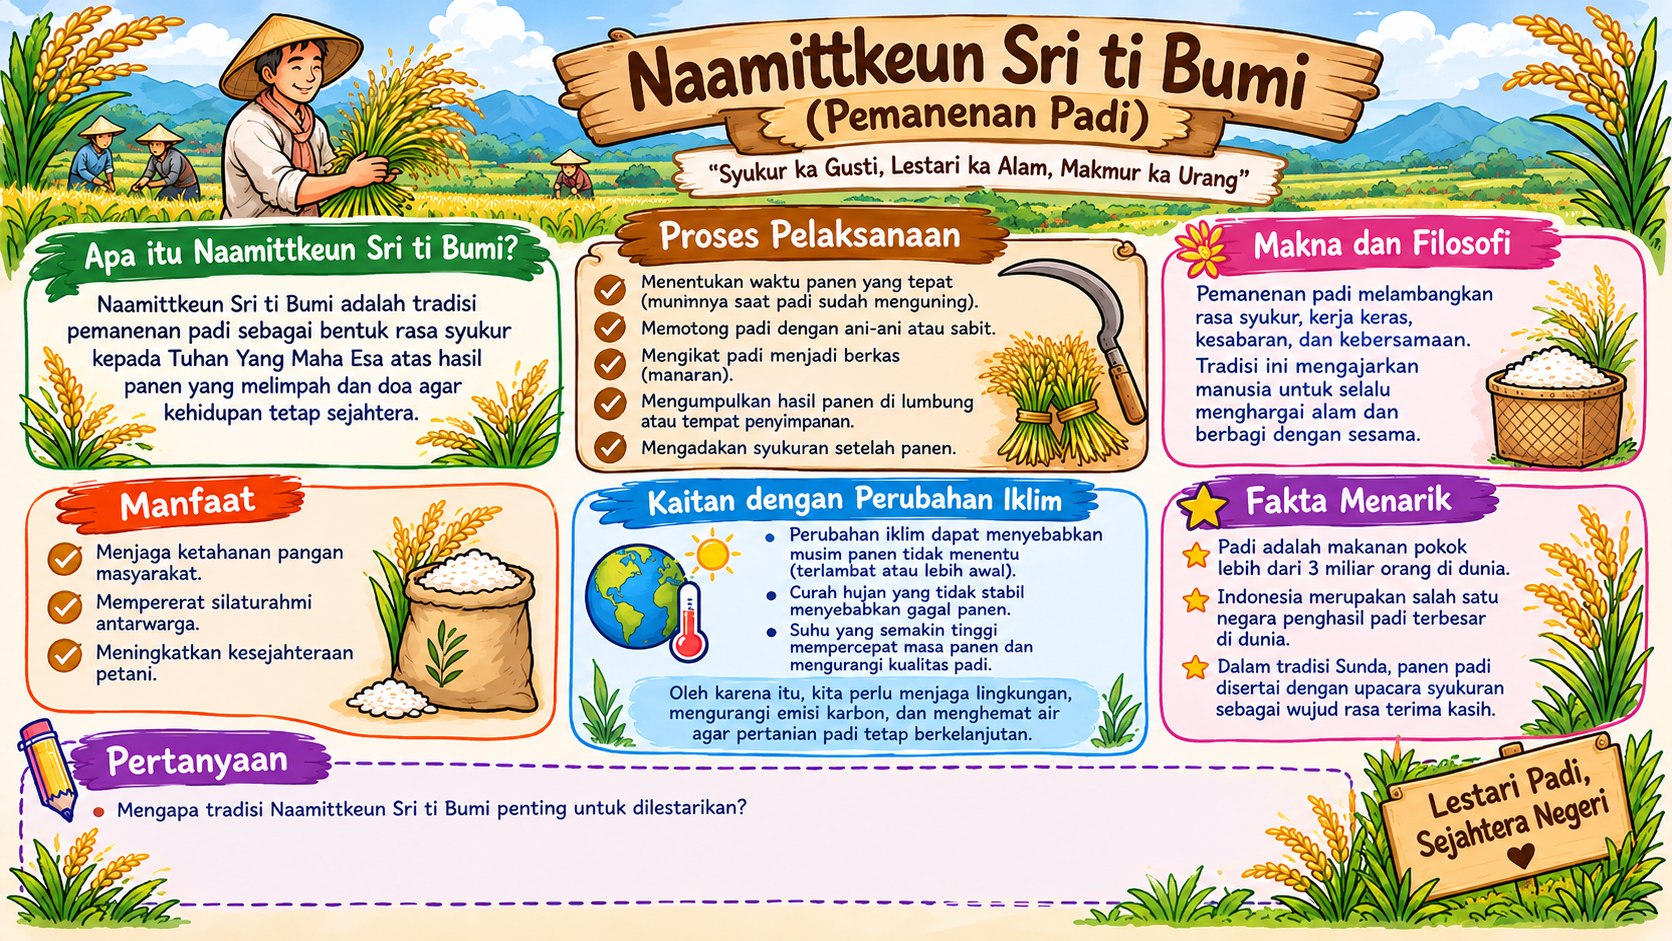 Naamittkeun Sri ti Bumi
(Pemanenan Padi)
"Syukur ka Gusti, Lestari ka Alam, Makmur ka Urang"
Apa itu Naamittkeun Sri ti Bumi?
Naamittkeun Sri ti Bumi adalah tradisi
pemanenan padi sebagai bentuk rasa syukur
kepada Tuhan Yang Maha Esa atas hasil
panen yang melimpah dan doa agar
kehidupan tetap sejahtera.
Proses Pelaksanaan
Menentukan waktu panen yang tepat
(munimnya saat padi sudah menguning).
Memotong padi dengan ani-ani atau sabit.
Mengikat padi menjadi berkas
(manaran).
Mengumpulkan hasil panen di lumbung
atau tempat penyimpanan.
Mengadakan syukuran setelah panen.
Makna dan Filosofi
Pemanenan padi melambangkan
rasa syukur, kerja keras,
kesabaran, dan kebersamaan.
Tradisi ini mengajarkan
manusia untuk selalu
menghargai alam dan
berbagi dengan sesama.
Manfaat
Menjaga ketahanan pangan
masyarakat.
Mempererat silaturahmi
antarwarga.
Meningkatkan kesejahteraan
petani.
Kaitan dengan Perubahan Iklim
• Perubahan iklim dapat menyebabkan
musim panen tidak menentu
(terlambat atau lebih awal).
• Curah hujan yang tidak stabil
menyebabkan gagal panen.
• Suhu yang semakin tinggi
mempercepat masa panen dan
mengurangi kualitas padi.
Oleh karena itu, kita perlu menjaga lingkungan,
mengurangi emisi karbon, dan menghemat air
agar pertanian padi tetap berkelanjutan.
Fakta Menarik
Padi adalah makanan pokok
lebih dari 3 miliar orang di dunia.
Indonesia merupakan salah satu
negara penghasil padi terbesar
di dunia.
Dalam tradisi Sunda, panen padi
disertai dengan upacara syukuran
sebagai wujud rasa terima kasih.
Pertanyaan
• Mengapa tradisi Naamittkeun Sri ti Bumi penting untuk dilestarikan?
Lestari Padi,
Sejahtera Negeri